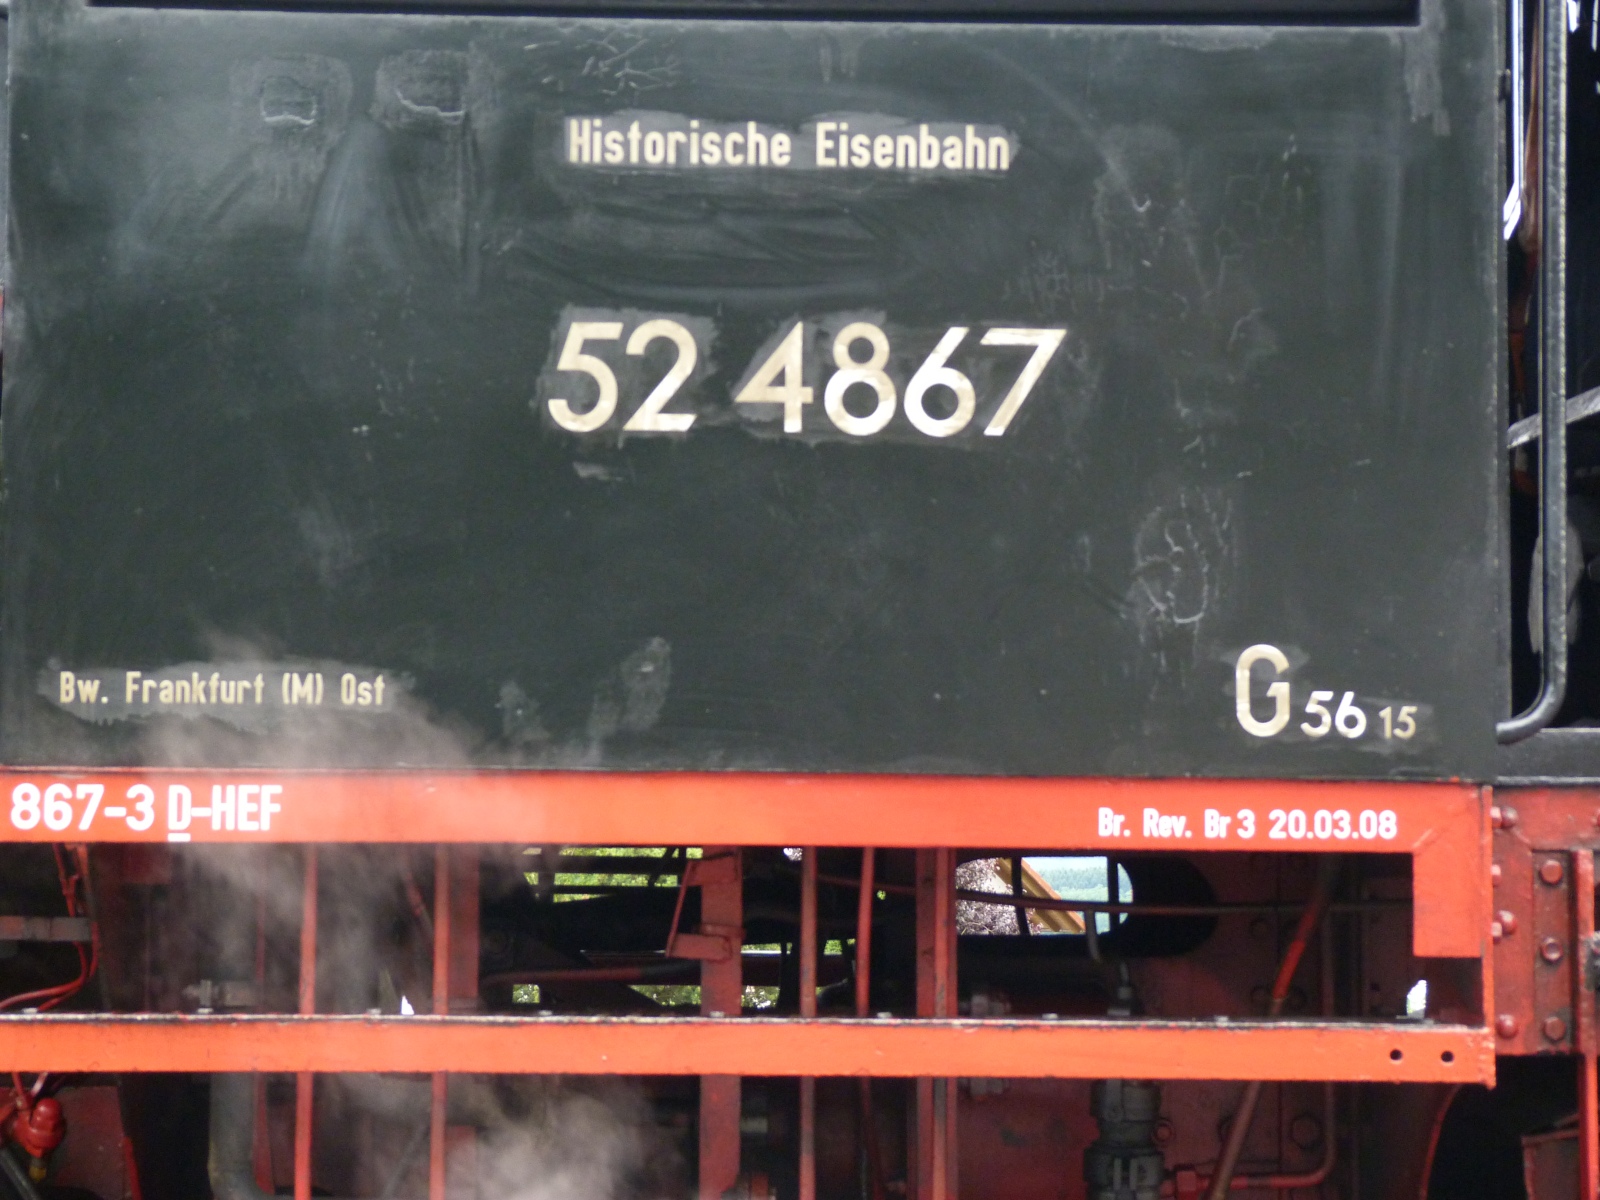 Historische Eisenbahn
52 4867
Bw. Frankfurt (M) Ost
G 56 15
867-3 D-HEF
Br. Rev. Br 3 20.03.08